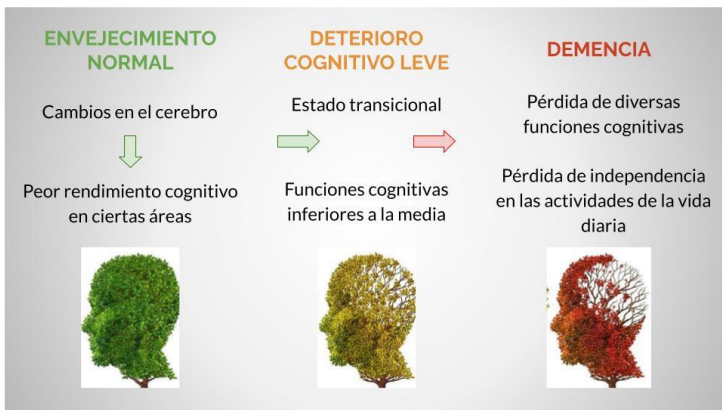 ENVEJECIMIENTO
NORMAL
Cambios en el cerebro
Peor rendimiento cognitivo
en ciertas áreas
DETERIORO
COGNITIVO LEVE
Estado transicional
Funciones cognitivas
inferiores a la media
DEMENCIA
Pérdida de diversas
funciones cognitivas
Pérdida de independencia
en las actividades de la vida
diaria